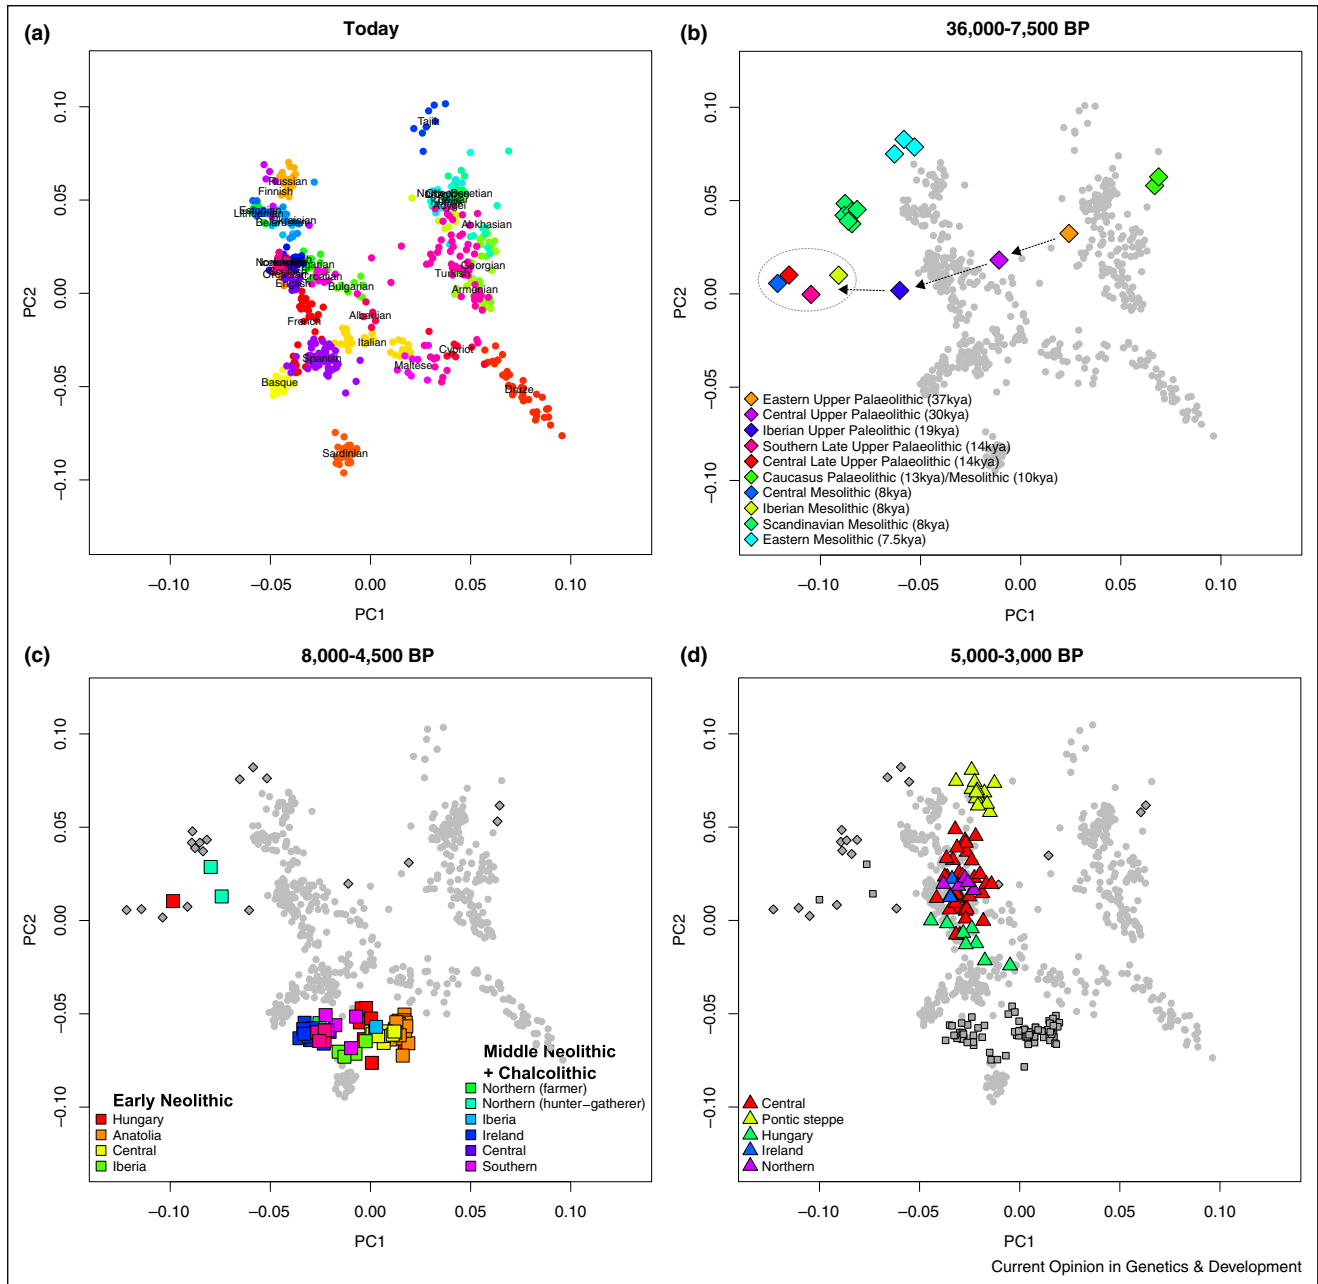 (a)
Today
0.10
0.05
0.00
−0.05
−0.10
PC2
−0.10
−0.05
0.00
0.05
0.10
PC1
Tajik
Russian
Finnish
Estonian
Ukrainian
English
French
Croatian
Bulgarian
Albanian
Italian
Spanish
Basque
Sardinian
Maltese
Cypriot
Druze
Abkhasian
Georgian
Turkish
Armenian
(b)
36,000-7,500 BP
0.10
0.05
0.00
−0.05
−0.10
PC2
Eastern Upper Palaeolithic (37kya)
Central Upper Palaeolithic (30kya)
Iberian Upper Paleolithic (19kya)
Southern Late Upper Palaeolithic (14kya)
Central Late Upper Palaeolithic (14kya)
Caucasus Palaeolithic (13kya)/Mesolithic (10kya)
Central Mesolithic (8kya)
Iberian Mesolithic (8kya)
Scandinavian Mesolithic (8kya)
Eastern Mesolithic (7.5kya)
−0.10
−0.05
0.00
0.05
0.10
PC1
(c)
8,000-4,500 BP
0.10
0.05
0.00
−0.05
−0.10
PC2
Early Neolithic
Hungary
Anatolia
Central
Iberia
Middle Neolithic
+ Chalcolithic
Northern (farmer)
Northern (hunter−gatherer)
Iberia
Ireland
Central
Southern
−0.10
−0.05
0.00
0.05
0.10
PC1
(d)
5,000-3,000 BP
0.10
0.05
0.00
−0.05
−0.10
PC2
Central
Pontic steppe
Hungary
Ireland
Northern
−0.10
−0.05
0.00
0.05
0.10
PC1
Current Opinion in Genetics & Development